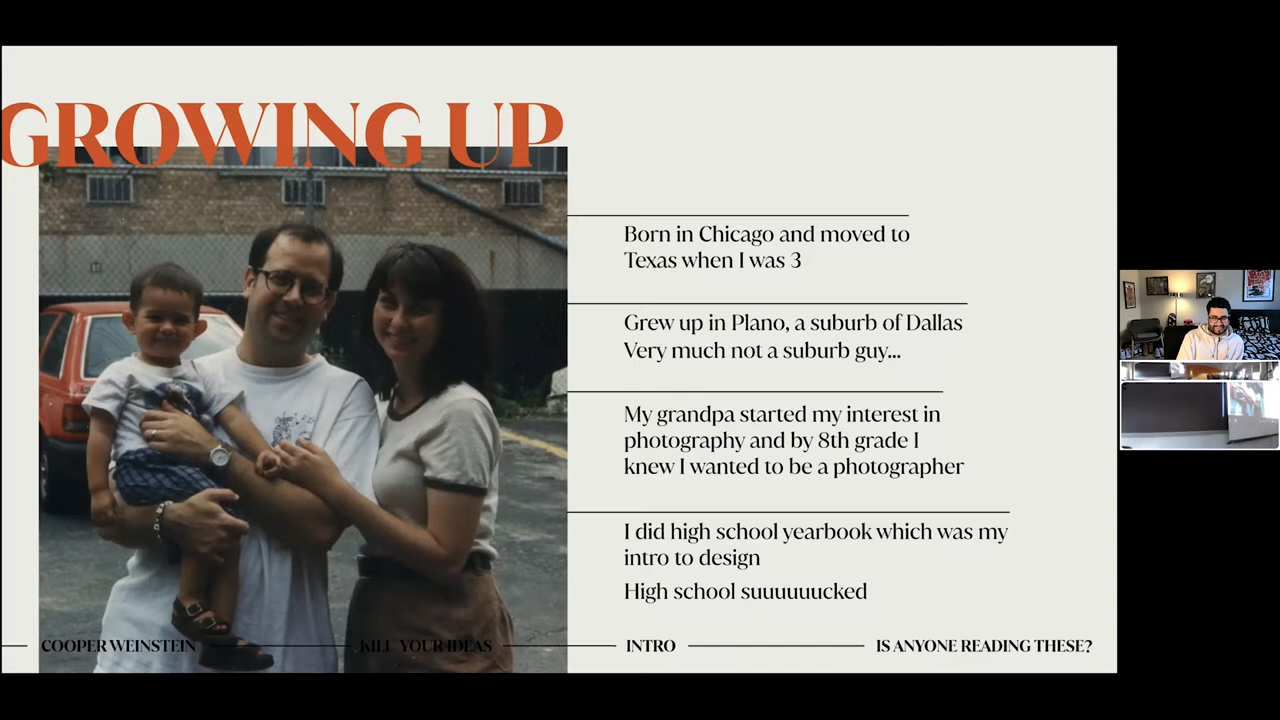 GROWING UP
Born in Chicago and moved to
Texas when I was 3
Grew up in Plano, a suburb of Dallas
Very much not a suburb guy...
My grandpa started my interest in
photography and by 8th grade I
knew I wanted to be a photographer
I did high school yearbook which was my
intro to design
High school suuuuuucked
COOPER WEINSTEIN KILL YOUR IDEAS INTRO IS ANYONE READING THESE?